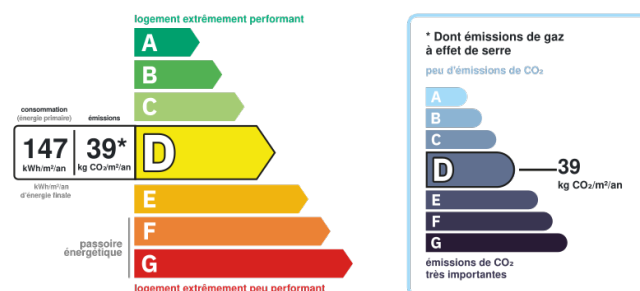 logement extrêmement performant
A
B
C
consommation
(énergie primaire)
émissions
147
kWh/m²/an
39*
kg CO₂/m²/an
D
kWh/m²/an
d'énergie finale
E
F
G
passoire
énergétique
logement extrêmement peu performant
* Dont émissions de gaz
à effet de serre
peu d'émissions de CO₂
A
B
C
D
39
kg CO₂/m²/an
E
F
G
émissions de CO₂
très importantes